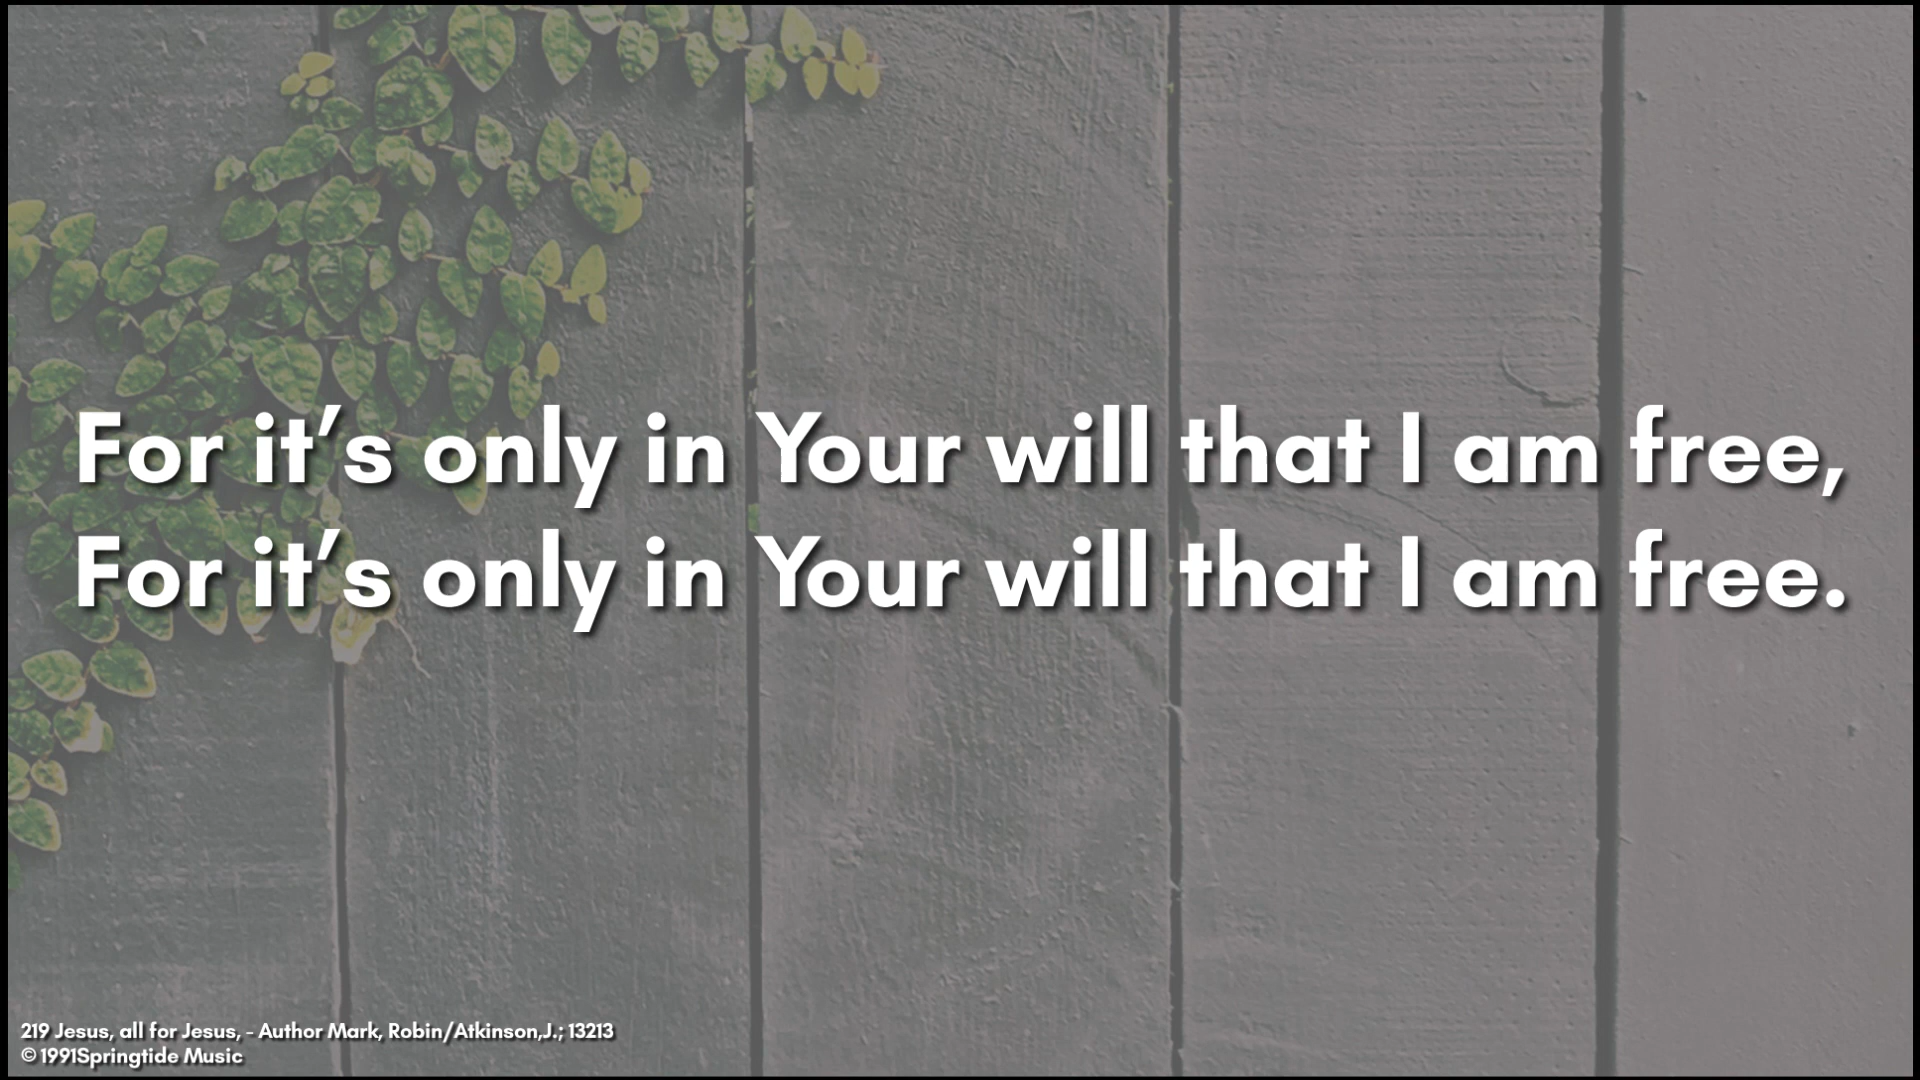 For it’s only in Your will that I am free,
For it’s only in Your will that I am free.
219 Jesus, all for Jesus, - Author Mark, Robin/Atkinson,J.; 13213
© 1991Springtide Music